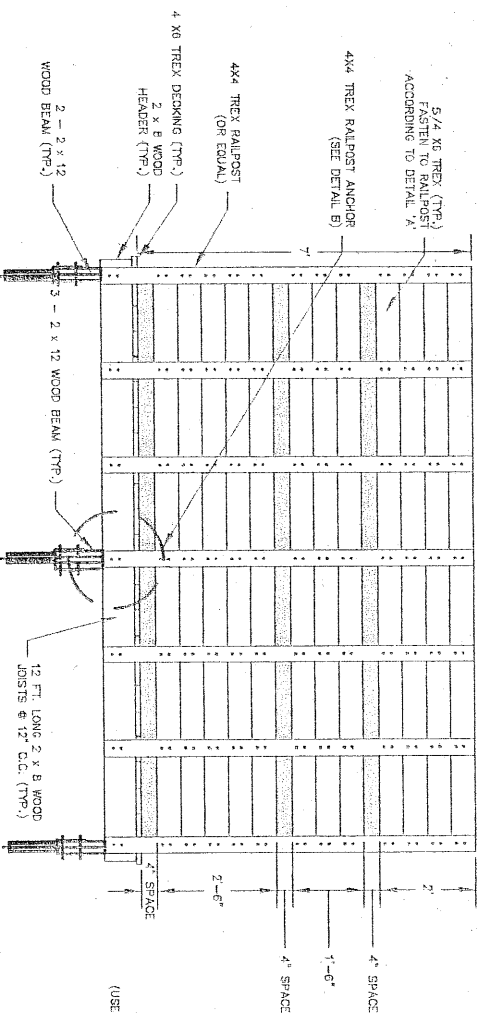 5/4 X6 TREX (TYP.)
FASTEN TO RAILPOST
ACCORDING TO DETAIL 'A'
4X4 TREX RAILPOST ANCHOR
(SEE DETAIL B)
4X4 TREX RAILPOST
(OR EQUAL)
4 X6 TREX DECKING (TYP.)
2 x 8 WOOD
HEADER (TYP.)
2 - 2 x 12
WOOD BEAM (TYP.)
7'
3 - 2 x 12 WOOD BEAM (TYP.)
12 FT. LONG 2 x 8 WOOD
JOISTS @ 12" O.C. (TYP.)
2'
4" SPACE
1'-6"
4" SPACE
2'-6"
4" SPACE
(USE